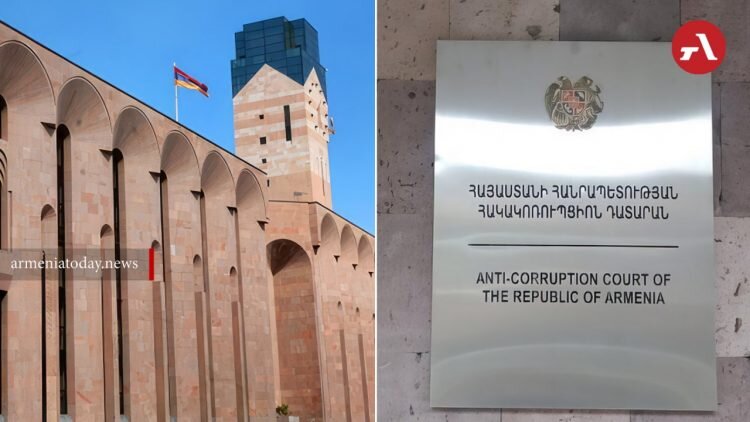 armeniatoday.news
ՀԱՅԱՍՏԱՆԻ ՀԱՆՐԱՊԵՏՈՒԹՅԱՆ
ՀԱԿԱԿՈՌՈՒՊՑԻՈՆ ԴԱՏԱՐԱՆ
ANTI-CORRUPTION COURT OF
THE REPUBLIC OF ARMENIA